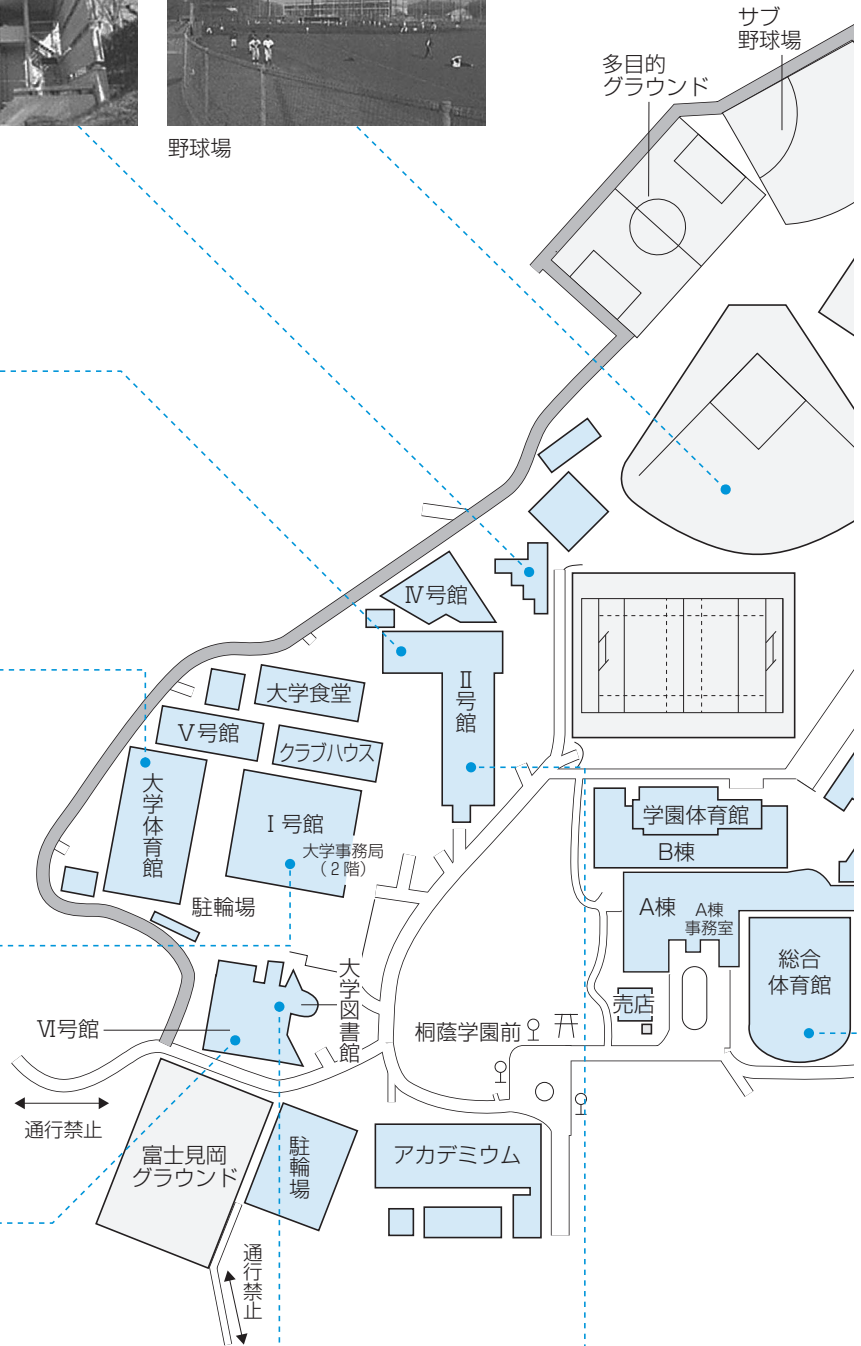 サブ
野球場
多目的
グラウンド
野球場
Ⅳ号館
Ⅱ号館
大学食堂
Ⅴ号館
クラブハウス
大学体育館
Ⅰ号館
大学事務局
（２階）
学園体育館
B棟
A棟
A棟
事務室
駐輪場
総合
体育館
大学図書館
売店
Ⅵ号館
桐蔭学園前
通行禁止
富士見岡
グラウンド
駐輪場
アカデミウム
通行禁止